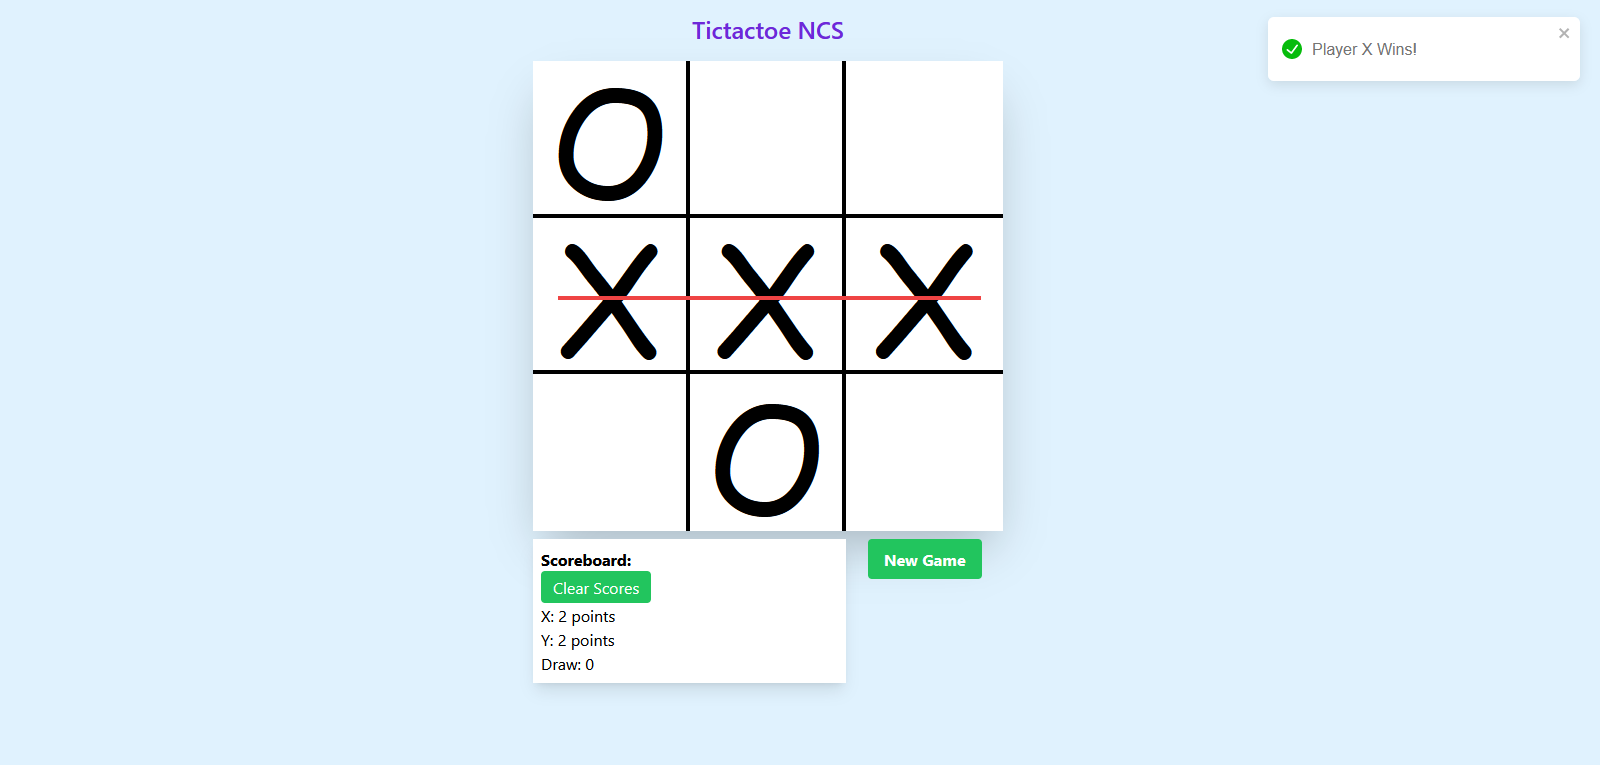 Tictactoe NCS
Player X Wins!
O
X X X
O
Scoreboard:
New Game
Clear Scores
X: 2 points
Y: 2 points
Draw: 0